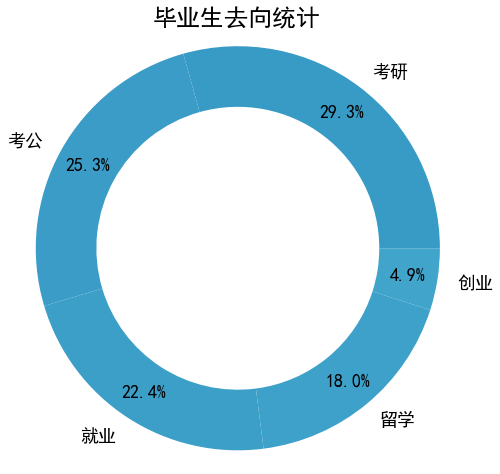 毕业生去向统计
考研
29.3%
考公
25.3%
就业
22.4%
留学
18.0%
创业
4.9%